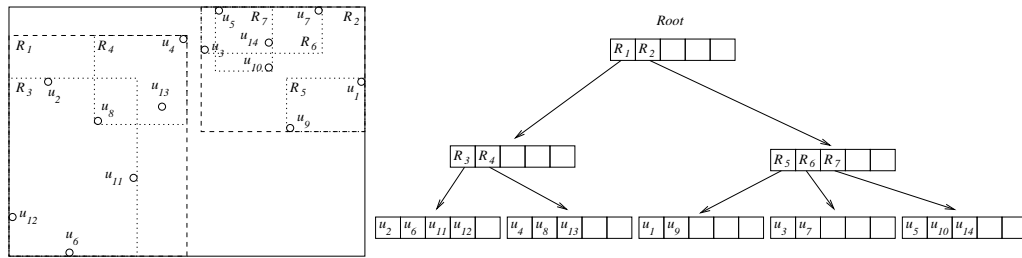 u5 R7 u7 R2
R1 R4 u4 u3 u14 R6
u10
R3 u2 u13 R5 u1
u8 u9
u11
u12
u6
Root
R1 R2
R3 R4
R5 R6 R7
u2 u6 u11 u12
u4 u8 u13
u1 u9
u3 u7
u5 u10 u14